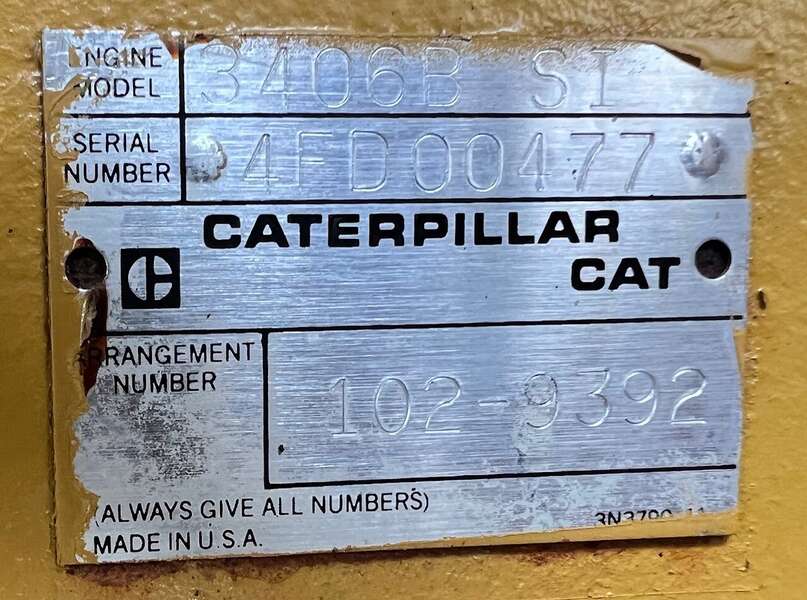 ENGINE
MODEL
3406B SI
SERIAL
NUMBER
4FD00477
CATERPILLAR
CAT
ARRANGEMENT
NUMBER
102-9392
(ALWAYS GIVE ALL NUMBERS)
MADE IN U.S.A.